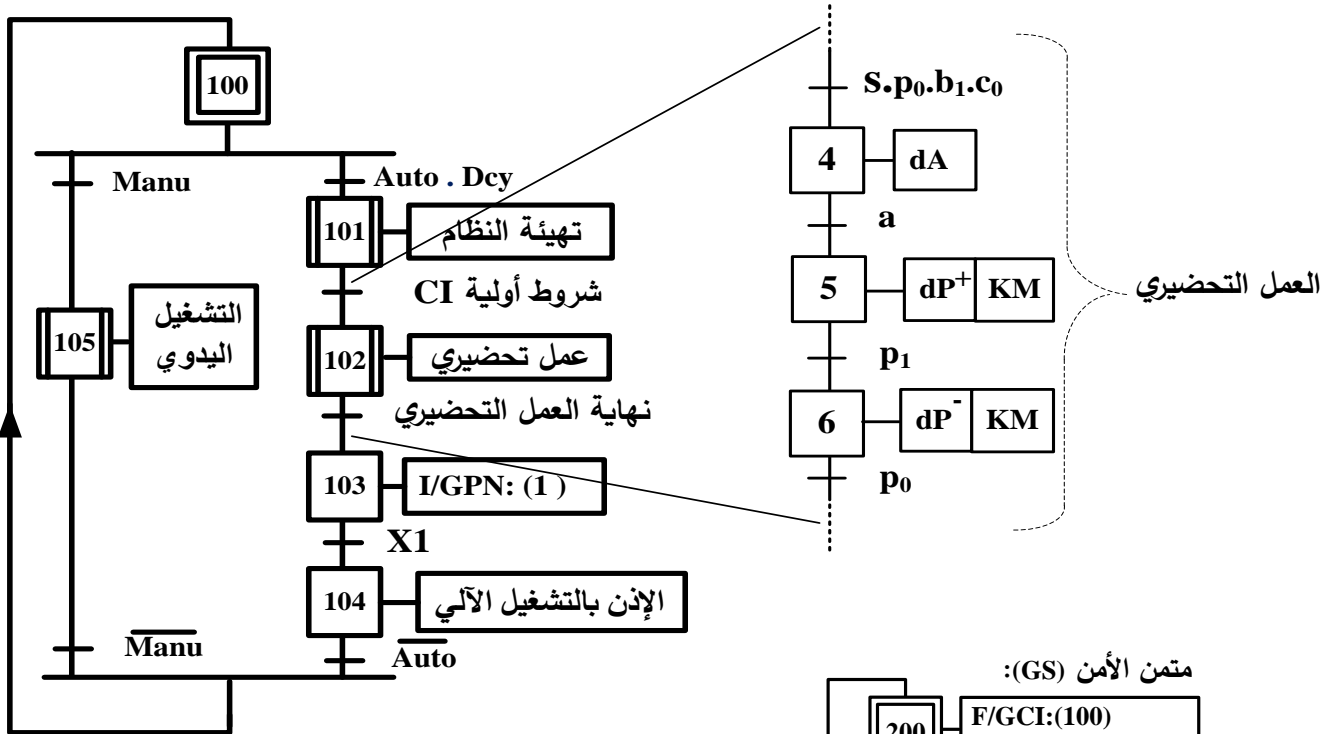 100
Manu
Auto . Dcy
101
تهيئة النظام
شروط أولية CI
105
التشغيل
اليدوي
102
عمل تحضيري
نهاية العمل التحضيري
103
I/GPN: (1 )
X1
104
الإذن بالتشغيل الآلي
M̅a̅n̅u̅
A̅u̅t̅o̅
S.p₀.b₁.c₀
4
dA
a
5
dP⁺
KM
p₁
6
dP⁻
KM
p₀
العمل التحضيري
متمن الأمن (GS):
200
F/GCI:(100)